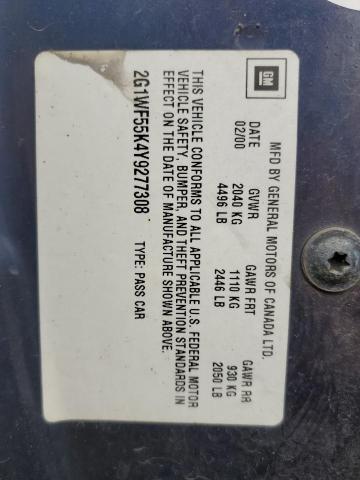 GM
MFD BY GENERAL MOTORS OF CANADA LTD.
DATE GVWR GAWR FRT GAWR RR
02/00 2040 KG 1110 KG 930 KG
4496 LB 2446 LB 2050 LB
THIS VEHICLE CONFORMS TO ALL APPLICABLE U.S. FEDERAL MOTOR
VEHICLE SAFETY, BUMPER, AND THEFT PREVENTION STANDARDS IN
EFFECT ON THE DATE OF MANUFACTURE SHOWN ABOVE.
2G1WF55K4Y9277308 TYPE: PASS CAR